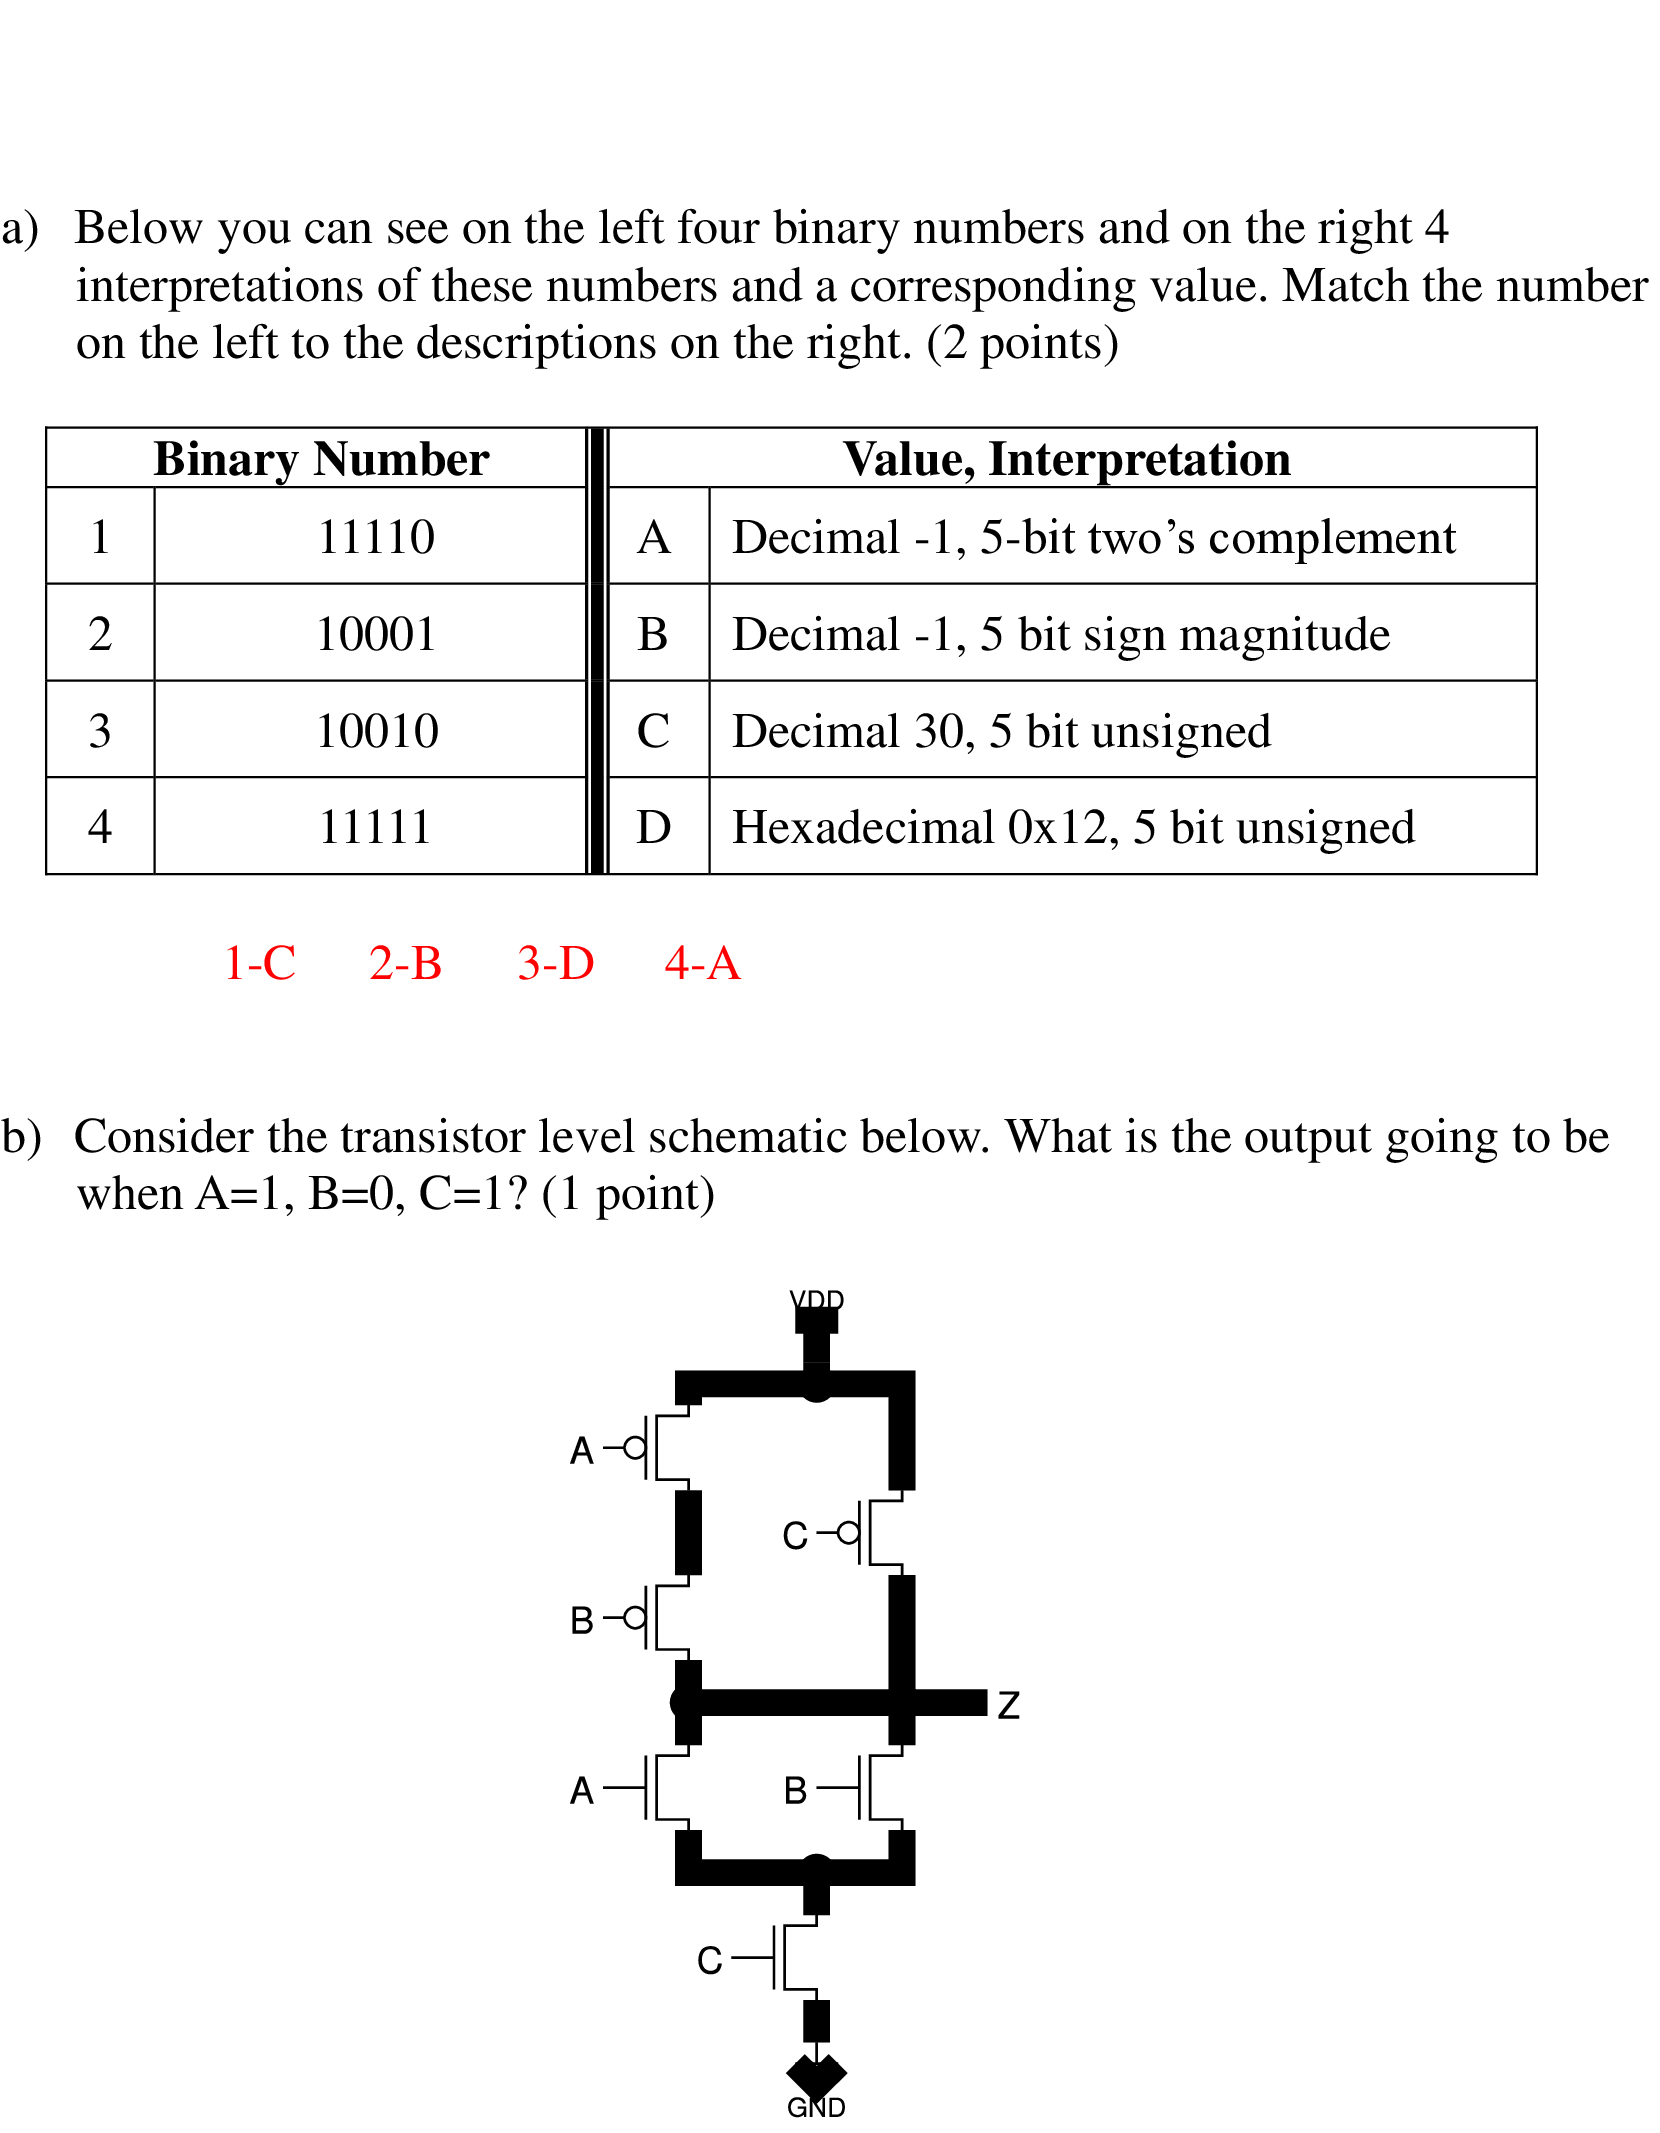 a) Below you can see on the left four binary numbers and on the right 4
interpretations of these numbers and a corresponding value. Match the number
on the left to the descriptions on the right. (2 points)
Binary Number Value, Interpretation
1 11110 A Decimal -1, 5-bit two’s complement
2 10001 B Decimal -1, 5 bit sign magnitude
3 10010 C Decimal 30, 5 bit unsigned
4 11111 D Hexadecimal 0x12, 5 bit unsigned
1-C 2-B 3-D 4-A
b) Consider the transistor level schematic below. What is the output going to be
when A=1, B=0, C=1? (1 point)
VDD
A
C
B
Z
A B
C
GND